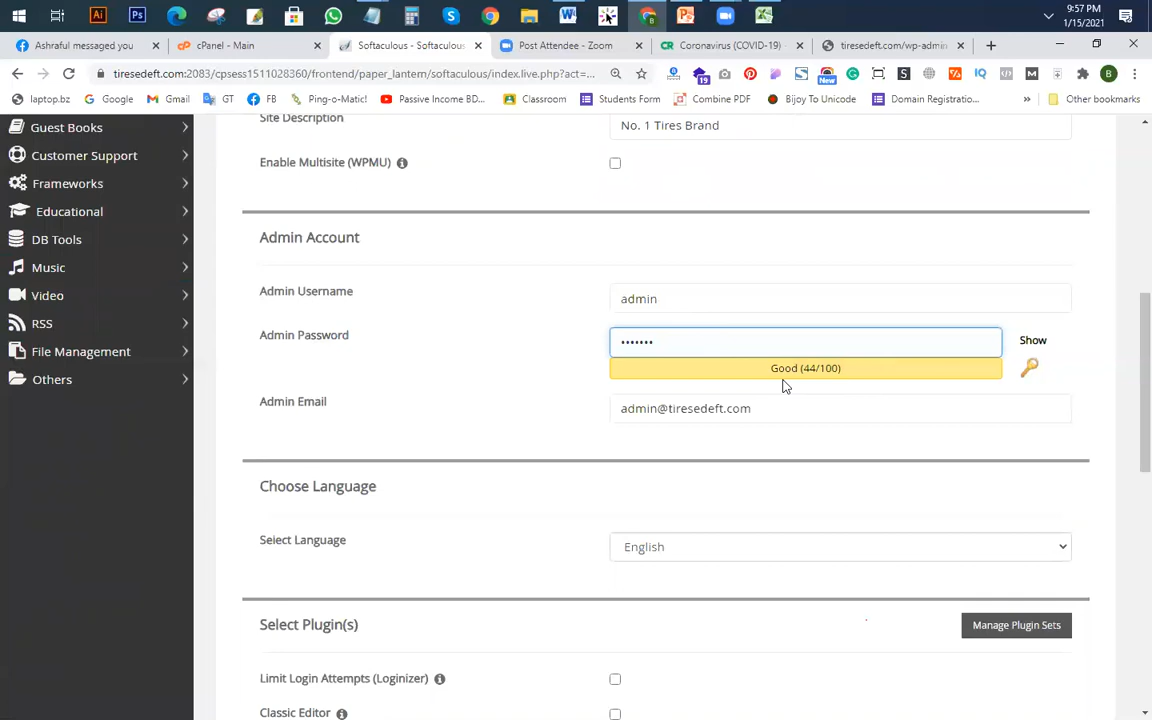 9:57 PM
1/15/2021
Ashraful messaged you
cPanel - Main
Softaculous - Softaculous
Post Attendee - Zoom
Coronavirus (COVID-19)
tiresedeft.com/wp-admin
tiresedeft.com:2083/cpsess1511028360/frontend/paper_lantern/softaculous/index.live.php?act=...
laptop.bz
Google
Gmail
GT
FB
Ping-o-Matic!
Passive Income BD...
Classroom
Students Form
Combine PDF
Bijoy To Unicode
Domain Registratio...
Other bookmarks
Guest Books
Customer Support
Frameworks
Educational
DB Tools
Music
Video
RSS
File Management
Others
Site Description
No. 1 Tires Brand
Enable Multisite (WPMU)
Admin Account
Admin Username
admin
Admin Password
•••••••
Show
Good (44/100)
Admin Email
admin@tiresedeft.com
Choose Language
Select Language
English
Select Plugin(s)
Manage Plugin Sets
Limit Login Attempts (Loginizer)
Classic Editor